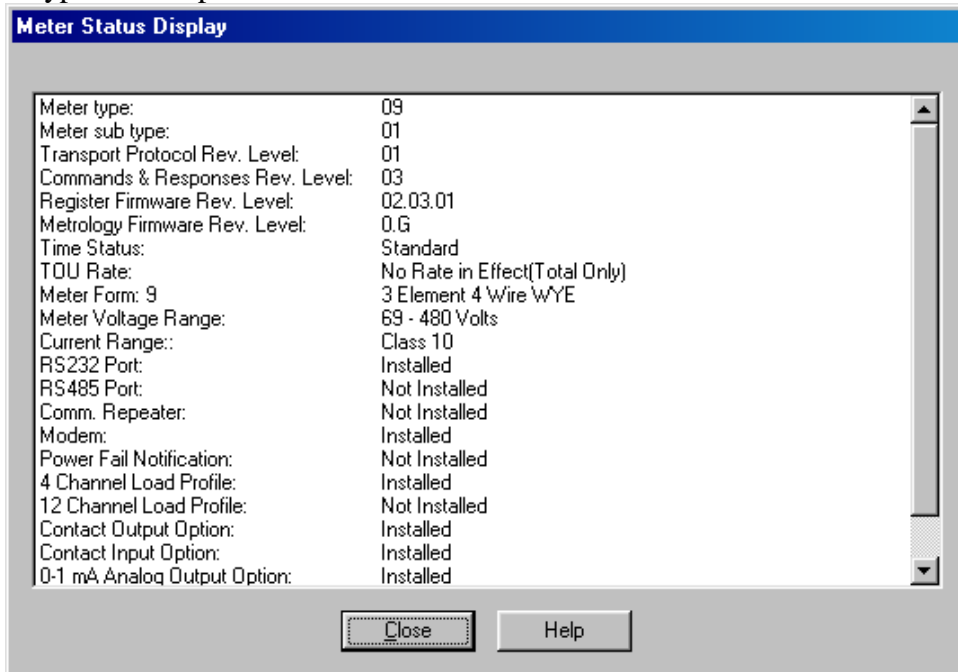 Meter Status Display
Meter type: 09
Meter sub type: 01
Transport Protocol Rev. Level: 01
Commands & Responses Rev. Level: 03
Register Firmware Rev. Level: 02.03.01
Metrology Firmware Rev. Level: 0.G
Time Status: Standard
TOU Rate: No Rate in Effect(Total Only)
Meter Form: 9 3 Element 4 Wire WYE
Meter Voltage Range: 69 - 480 Volts
Current Range:: Class 10
RS232 Port: Installed
RS485 Port: Not Installed
Comm. Repeater: Not Installed
Modem: Installed
Power Fail Notification: Not Installed
4 Channel Load Profile: Installed
12 Channel Load Profile: Not Installed
Contact Output Option: Installed
Contact Input Option: Installed
0-1 mA Analog Output Option: Installed
Close Help